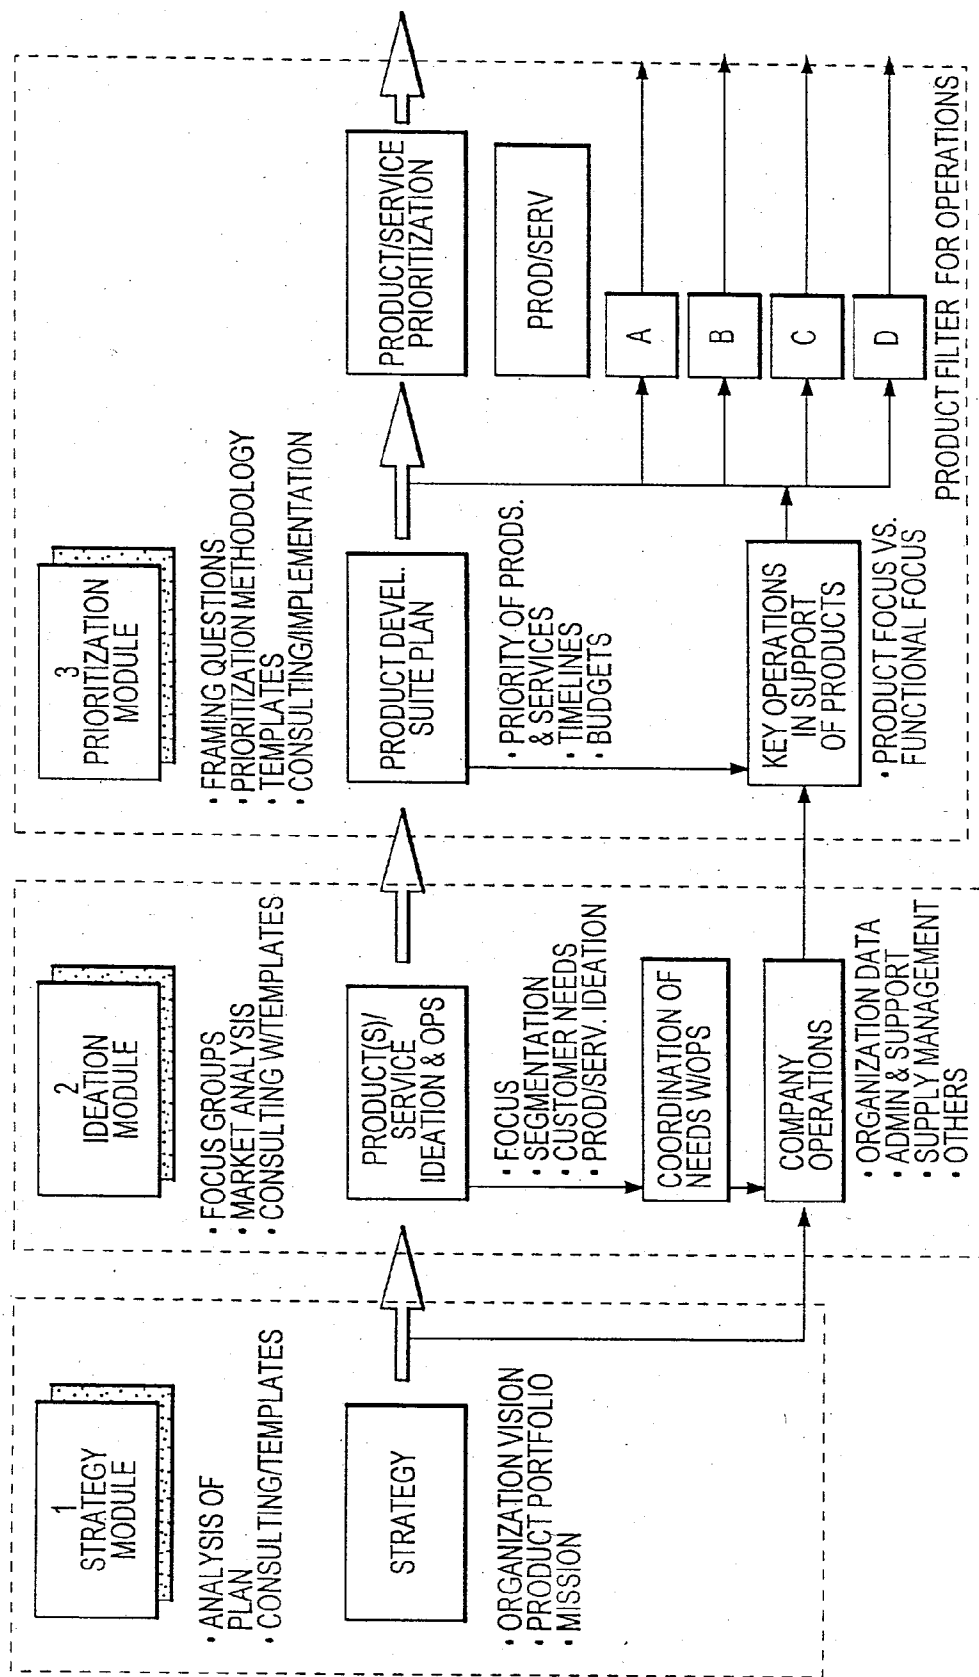 1
STRATEGY
MODULE
• ANALYSIS OF
PLAN
• CONSULTING/TEMPLATES
STRATEGY
• ORGANIZATION VISION
• PRODUCT PORTFOLIO
• MISSION
2
IDEATION
MODULE
• FOCUS GROUPS
• MARKET ANALYSIS
• CONSULTING W/TEMPLATES
PRODUCT(S)/
SERVICE
IDEATION & OPS
• FOCUS
• SEGMENTATION
• CUSTOMER NEEDS
• PROD/SERV. IDEATION
COORDINATION OF
NEEDS W/OPS
COMPANY
OPERATIONS
• ORGANIZATION DATA
• ADMIN & SUPPORT
• SUPPLY MANAGEMENT
• OTHERS
3
PRIORITIZATION
MODULE
• FRAMING QUESTIONS
• PRIORITIZATION METHODOLOGY
• TEMPLATES
• CONSULTING/IMPLEMENTATION
PRODUCT DEVEL.
SUITE PLAN
• PRIORITY OF PRODS.
& SERVICES
• TIMELINES
• BUDGETS
KEY OPERATIONS
IN SUPPORT
OF PRODUCTS
• PRODUCT FOCUS VS.
FUNCTIONAL FOCUS
PRODUCT/SERVICE
PRIORITIZATION
PROD/SERV
A
B
C
D
PRODUCT FILTER FOR OPERATIONS